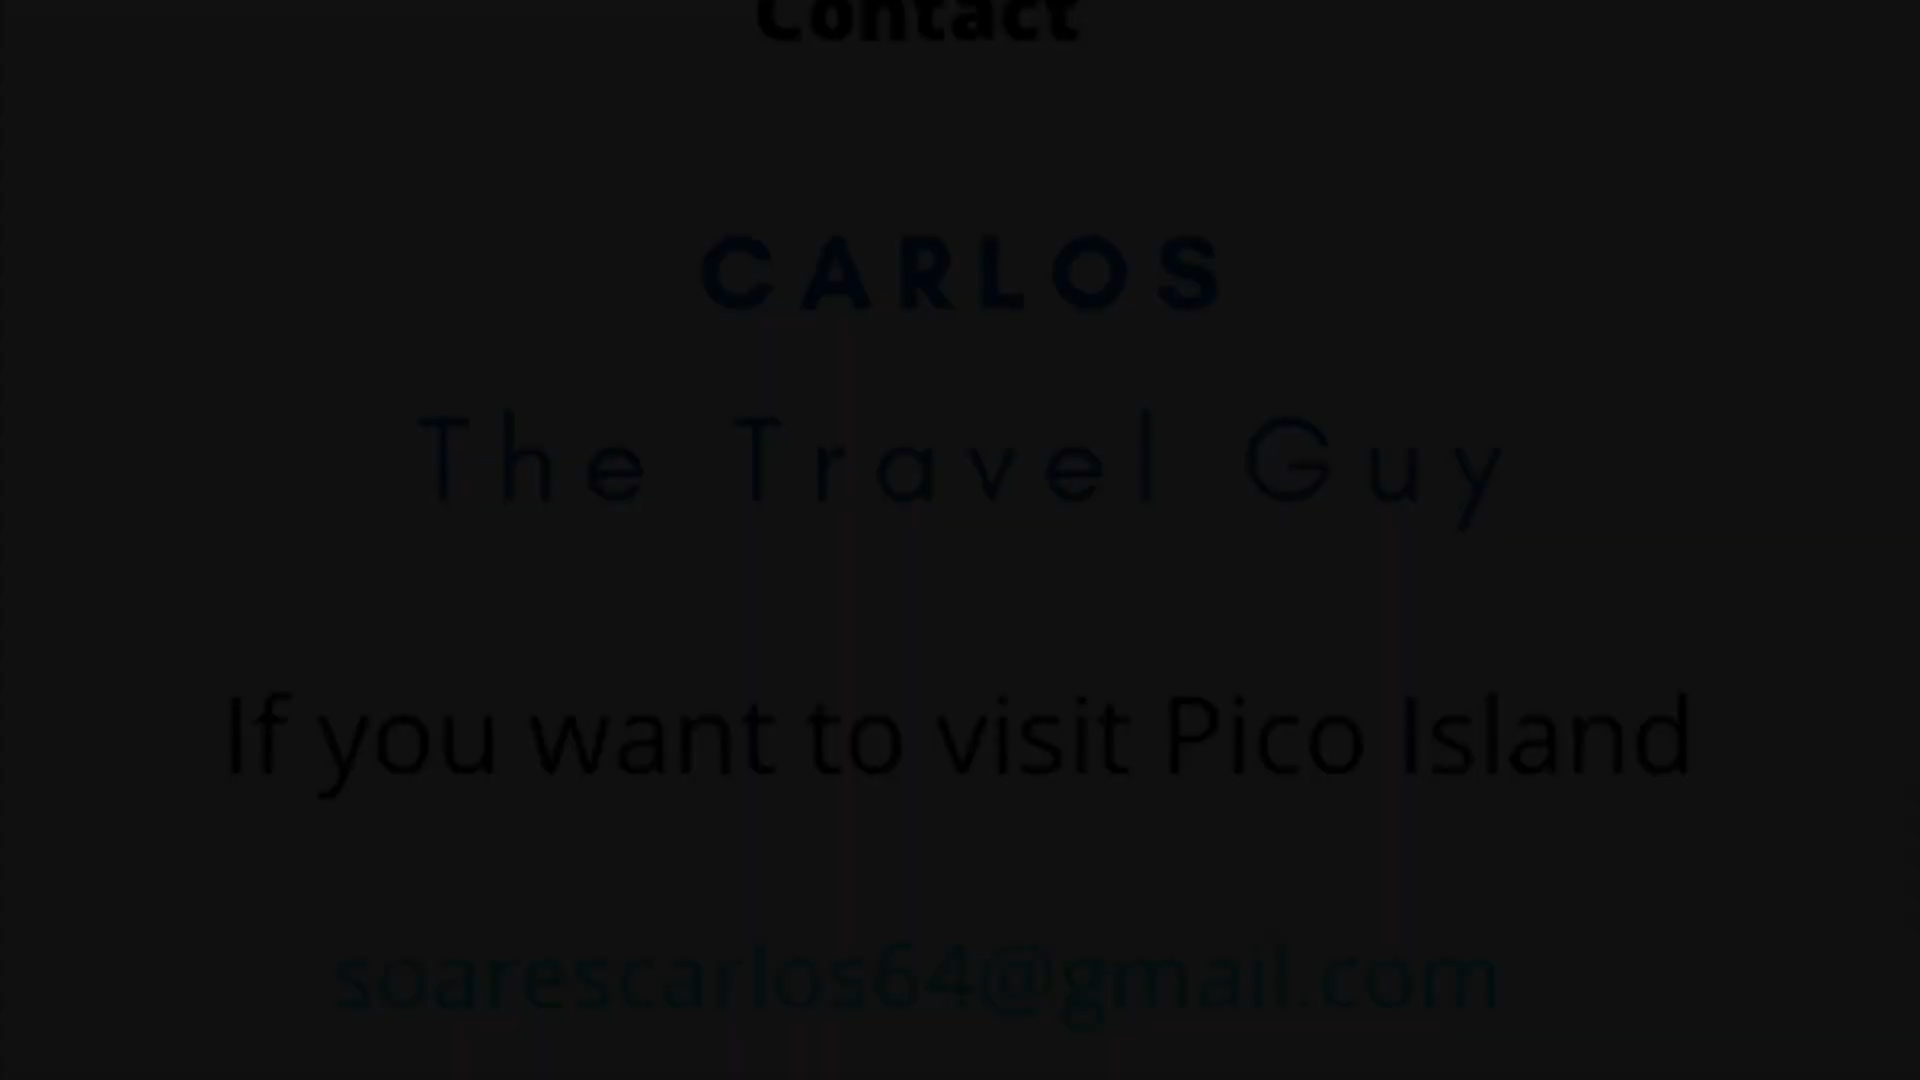 Contact
CARLOS
The Travel Guy
If you want to visit Pico Island
soarescarlos64@gmail.com